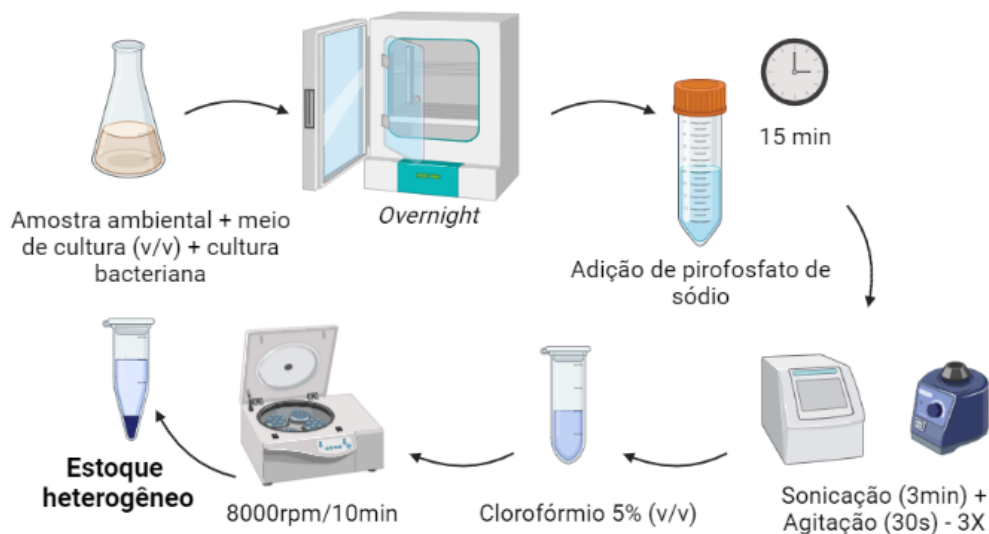 Amostra ambiental + meio
de cultura (v/v) + cultura
bacteriana
Overnight
15 min
Adição de pirofosfato de
sódio
Sonicação (3min) +
Agitação (30s) - 3X
Clorofórmio 5% (v/v)
8000rpm/10min
Estoque
heterogêneo